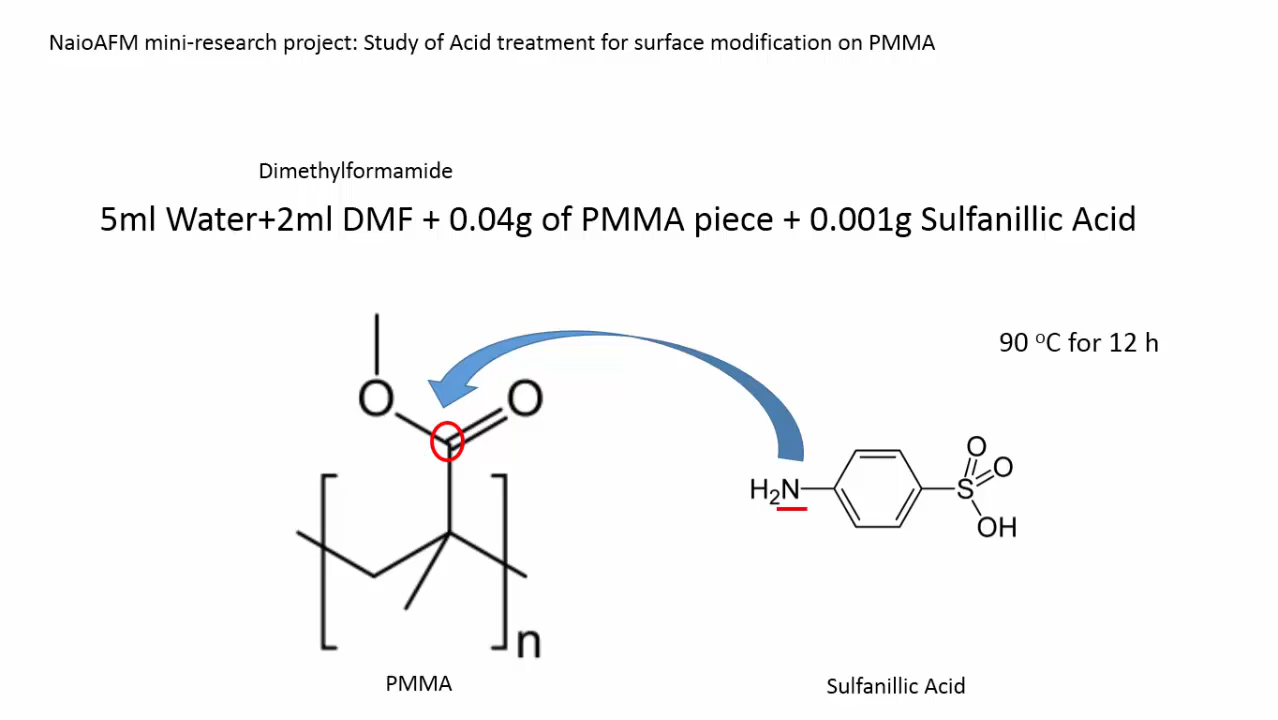 NaioAFM mini-research project: Study of Acid treatment for surface modification on PMMA
Dimethylformamide
5ml Water+2ml DMF + 0.04g of PMMA piece + 0.001g Sulfanillic Acid
90 ºC for 12 h
O
O
O
O
H₂N
S
OH
n
PMMA
Sulfanillic Acid